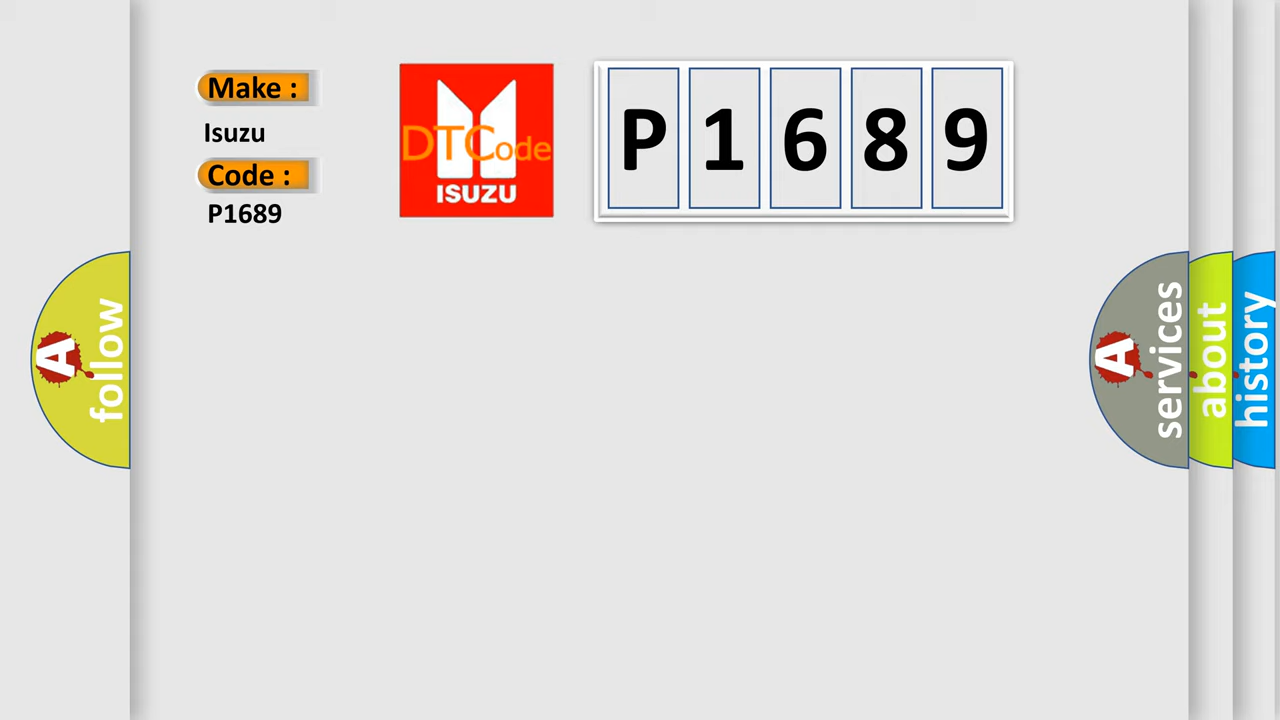 Make :
Isuzu
Code :
P1689
DTCode
ISUZU
P 1 6 8 9
A follow
A services
about
history